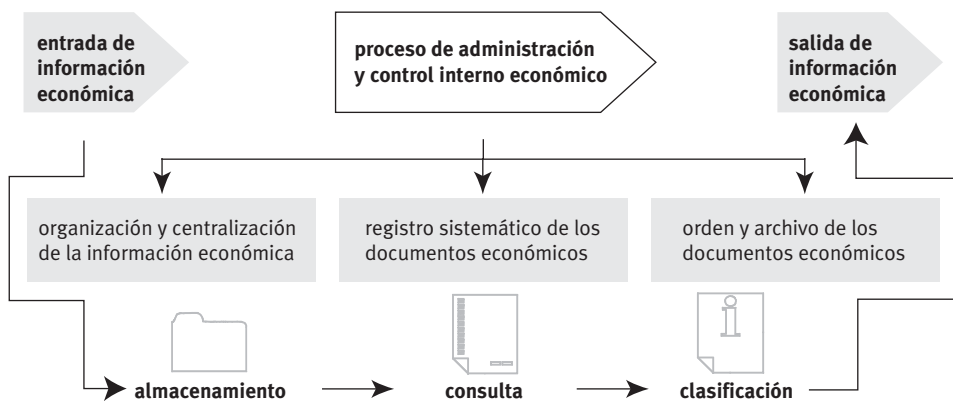 entrada de
información
económica
proceso de administración
y control interno económico
salida de
información
económica
organización y centralización
de la información económica
registro sistemático de los
documentos económicos
orden y archivo de los
documentos económicos
i
almacenamiento
consulta
clasificación